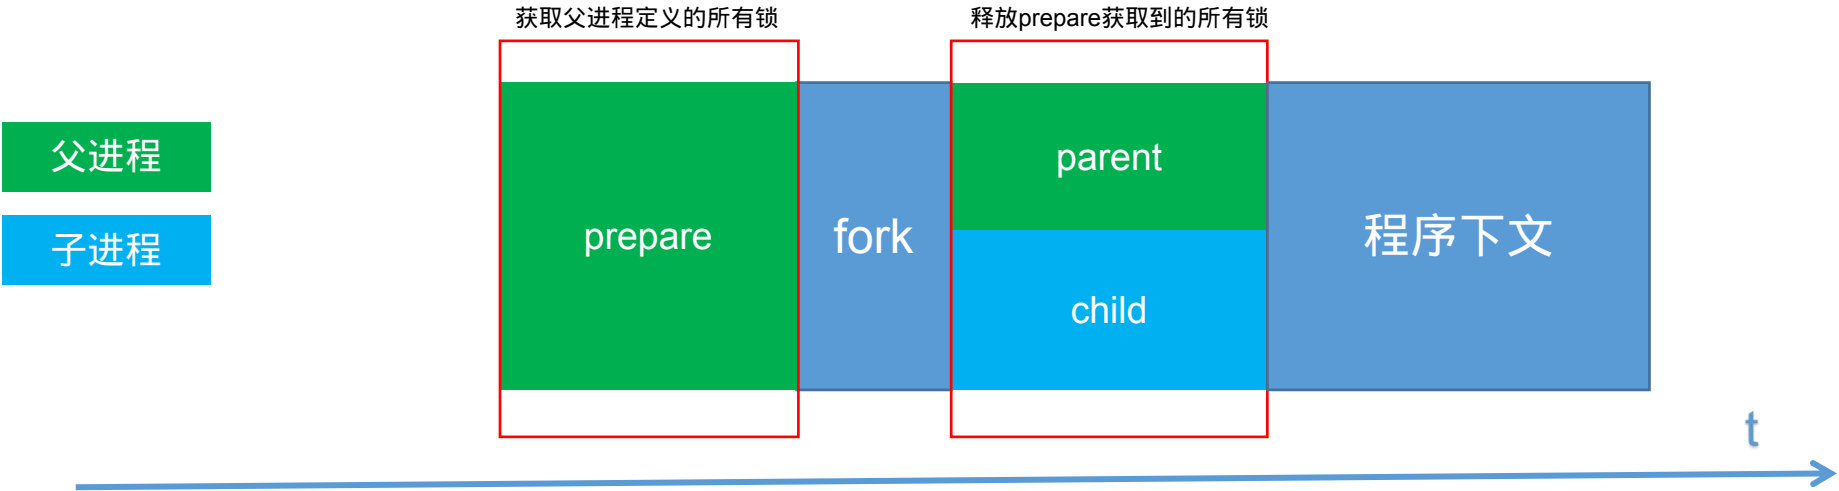 获取父进程定义的所有锁
释放prepare获取到的所有锁
父进程
子进程
prepare
fork
parent
child
程序下文
t